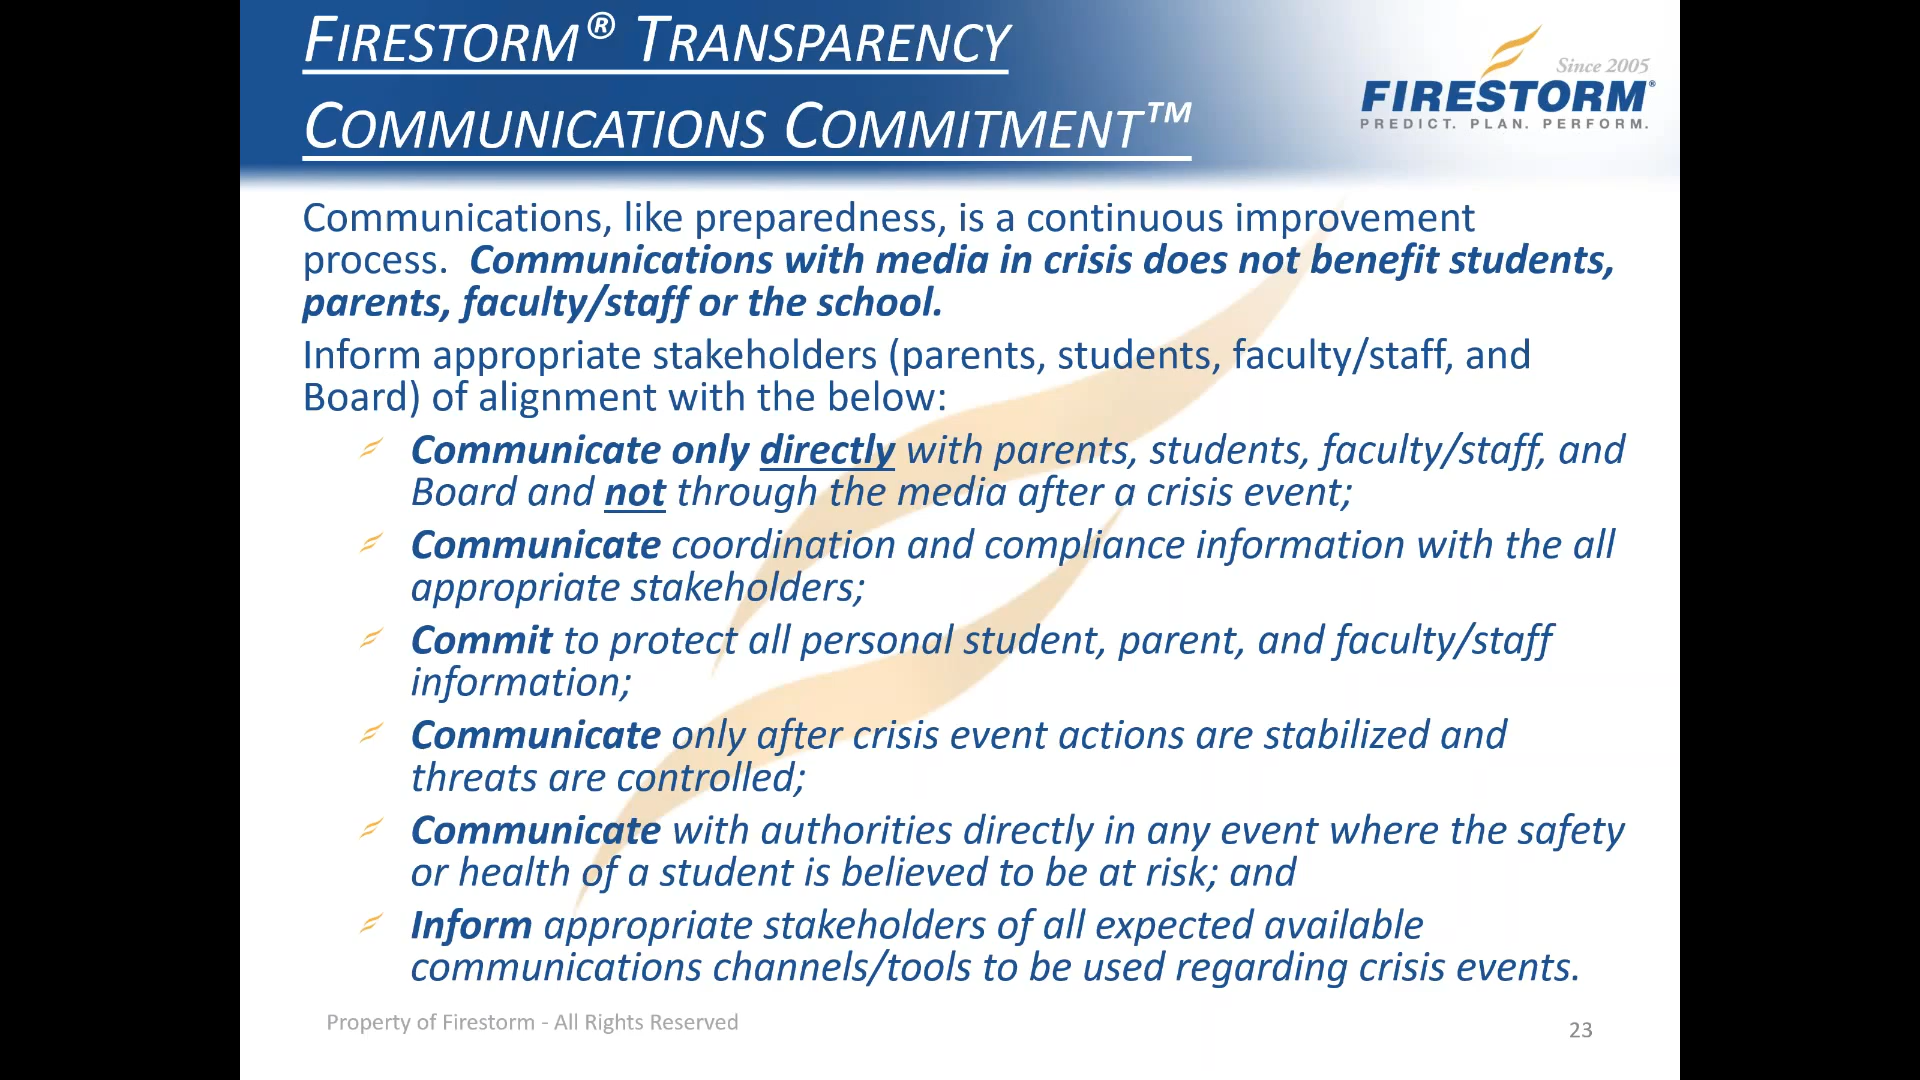 FIRESTORM® TRANSPARENCY
COMMUNICATIONS COMMITMENT™
Since 2005
FIRESTORM®
PREDICT. PLAN. PERFORM.
Communications, like preparedness, is a continuous improvement
process. Communications with media in crisis does not benefit students,
parents, faculty/staff or the school.
Inform appropriate stakeholders (parents, students, faculty/staff, and
Board) of alignment with the below:
Communicate only directly with parents, students, faculty/staff, and
Board and not through the media after a crisis event;
Communicate coordination and compliance information with the all
appropriate stakeholders;
Commit to protect all personal student, parent, and faculty/staff
information;
Communicate only after crisis event actions are stabilized and
threats are controlled;
Communicate with authorities directly in any event where the safety
or health of a student is believed to be at risk; and
Inform appropriate stakeholders of all expected available
communications channels/tools to be used regarding crisis events.
Property of Firestorm - All Rights Reserved
23